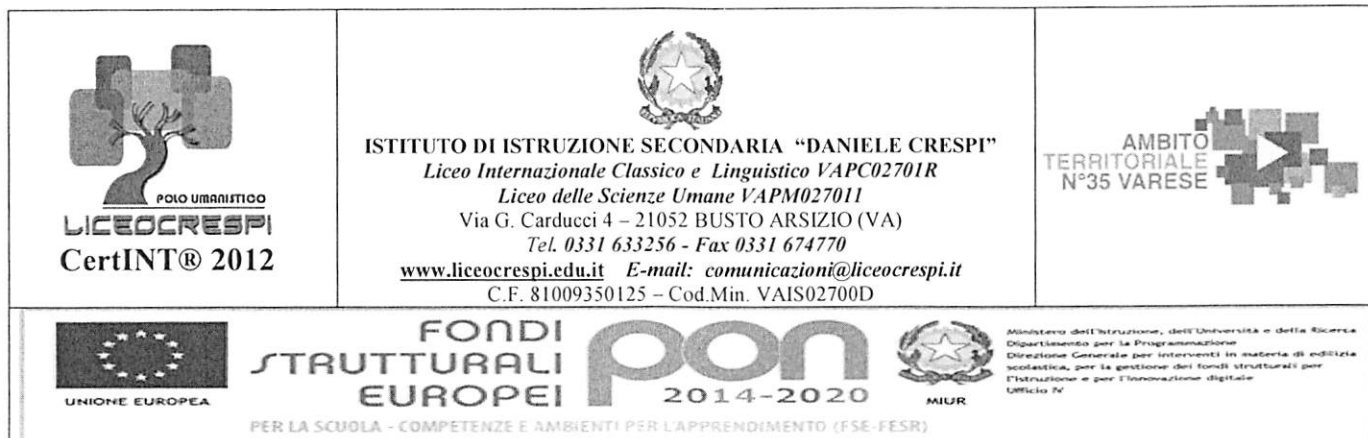 POLO UMANISTICO
LICEOCRESPI
CertINT® 2012
ISTITUTO DI ISTRUZIONE SECONDARIA “DANIELE CRESPI”
Liceo Internazionale Classico e Linguistico VAPC02701R
Liceo delle Scienze Umane VAPM027011
Via G. Carducci 4 – 21052 BUSTO ARSIZIO (VA)
Tel. 0331 633256 - Fax 0331 674770
www.liceocrespi.edu.it E-mail: comunicazioni@liceocrespi.it
C.F. 81009350125 – Cod.Min. VAIS02700D
AMBITO
TERRITORIALE
N°35 VARESE
UNIONE EUROPEA
FONDI
STRUTTURALI
EUROPEI
pon
2014-2020
MIUR
Ministero dell'Istruzione, dell'Università e della Ricerca
Dipartimento per la Programmazione
Direzione Generale per interventi in materia di edilizia
scolastica, per la gestione dei fondi strutturali per
l'istruzione e per l'innovazione digitale
Ufficio IV
PER LA SCUOLA - COMPETENZE E AMBIENTI PER L'APPRENDIMENTO (FSE-FESR)